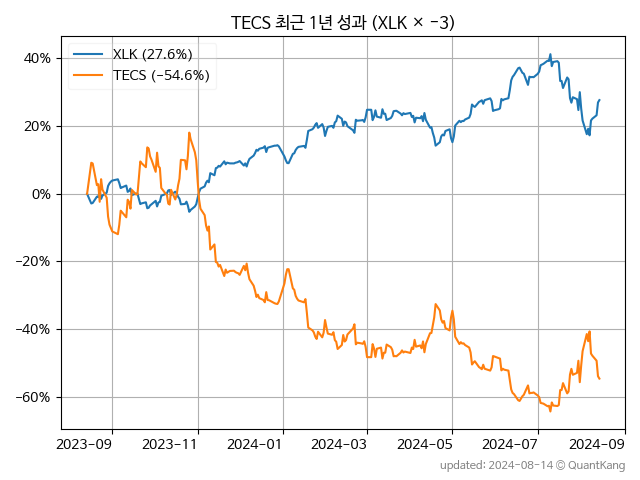 TECS 최근 1년 성과 (XLK × −3)
XLK (27.6%)
TECS (−54.6%)
40%
20%
0%
−20%
−40%
−60%
2023-09 2023-11 2024-01 2024-03 2024-05 2024-07 2024-09
updated: 2024-08-14 @ QuantKang